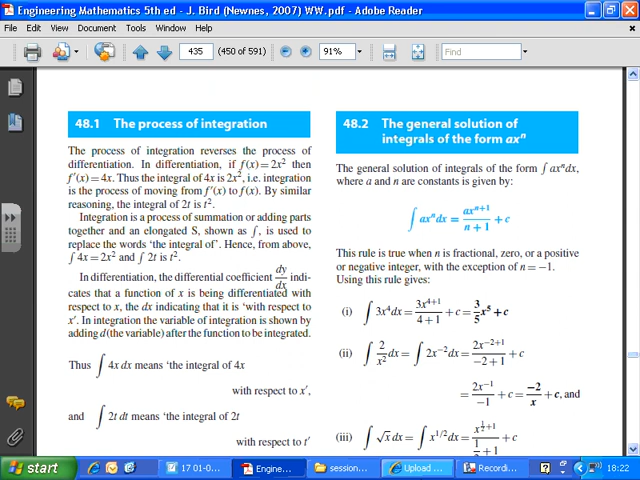 Engineering Mathematics 5th ed - J. Bird (Newnes, 2007) WW.pdf - Adobe Reader
File Edit View Document Tools Window Help
435 (450 of 591) 91% Find
48.1 The process of integration
The process of integration reverses the process of
differentiation. In differentiation, if f(x) = 2x² then
f′(x) = 4x. Thus the integral of 4x is 2x², i.e. integration
is the process of moving from f′(x) to f(x). By similar
reasoning, the integral of 2t is t².
Integration is a process of summation or adding parts
together and an elongated S, shown as ∫, is used to
replace the words ‘the integral of’. Hence, from above,
∫ 4x = 2x² and ∫ 2t is t².
In differentiation, the differential coefficient dy/dx indi-
cates that a function of x is being differentiated with
respect to x, the dx indicating that it is ‘with respect to
x’. In integration the variable of integration is shown by
adding d(the variable) after the function to be integrated.
Thus ∫ 4x dx means ‘the integral of 4x
with respect to x’,
and ∫ 2t dt means ‘the integral of 2t
with respect to t’
48.2 The general solution of
integrals of the form axⁿ
The general solution of integrals of the form ∫ axⁿdx,
where a and n are constants is given by:
∫ axⁿdx = axⁿ⁺¹/(n + 1) + c
This rule is true when n is fractional, zero, or a positive
or negative integer, with the exception of n = −1.
Using this rule gives:
(i) ∫ 3x⁴dx = 3x⁴⁺¹/(4 + 1) + c = 3/5 x⁵ + c
(ii) ∫ 2/x² dx = ∫ 2x⁻²dx = 2x⁻²⁺¹/(−2 + 1) + c
= 2x⁻¹/−1 + c = −2/x + c, and
(iii) ∫ √x dx = ∫ x^(1/2)dx = x^(1/2+1)/(1/2 + 1) + c
start 17 01-0... Engine... session... Upload ... Recordi... 18:22